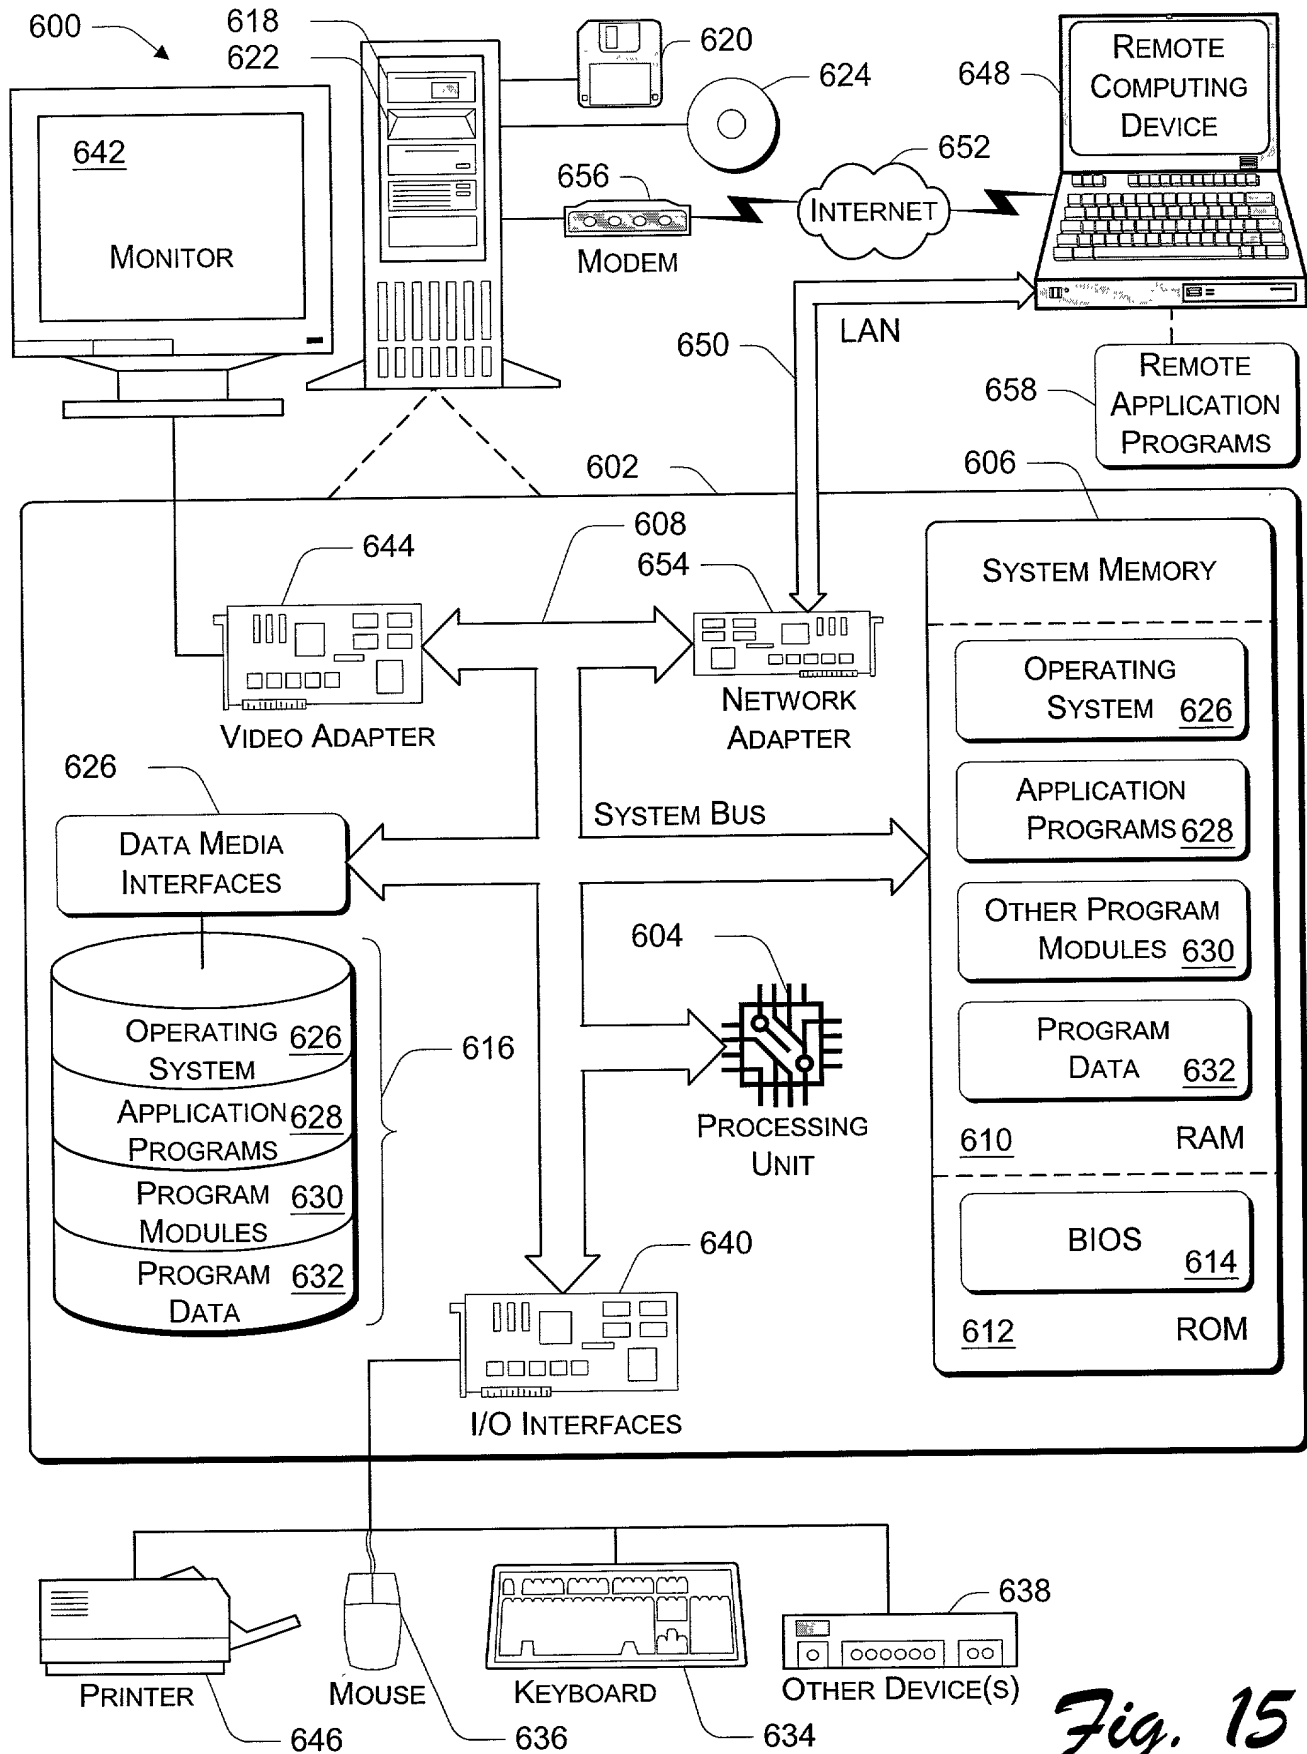 600
618
622
620
624
648
REMOTE
COMPUTING
DEVICE
642
MONITOR
656
652
INTERNET
MODEM
650
LAN
658
REMOTE
APPLICATION
PROGRAMS
602
606
644
608
654
VIDEO ADAPTER
NETWORK
ADAPTER
SYSTEM MEMORY
OPERATING
SYSTEM 626
APPLICATION
PROGRAMS 628
OTHER PROGRAM
MODULES 630
PROGRAM
DATA 632
610 RAM
BIOS
614
612 ROM
626
DATA MEDIA
INTERFACES
SYSTEM BUS
604
PROCESSING
UNIT
OPERATING
SYSTEM 626
APPLICATION
PROGRAMS 628
PROGRAM
MODULES 630
PROGRAM
DATA 632
616
640
I/O INTERFACES
PRINTER
646
MOUSE
636
KEYBOARD
634
638
OTHER DEVICE(S)
Fig. 15